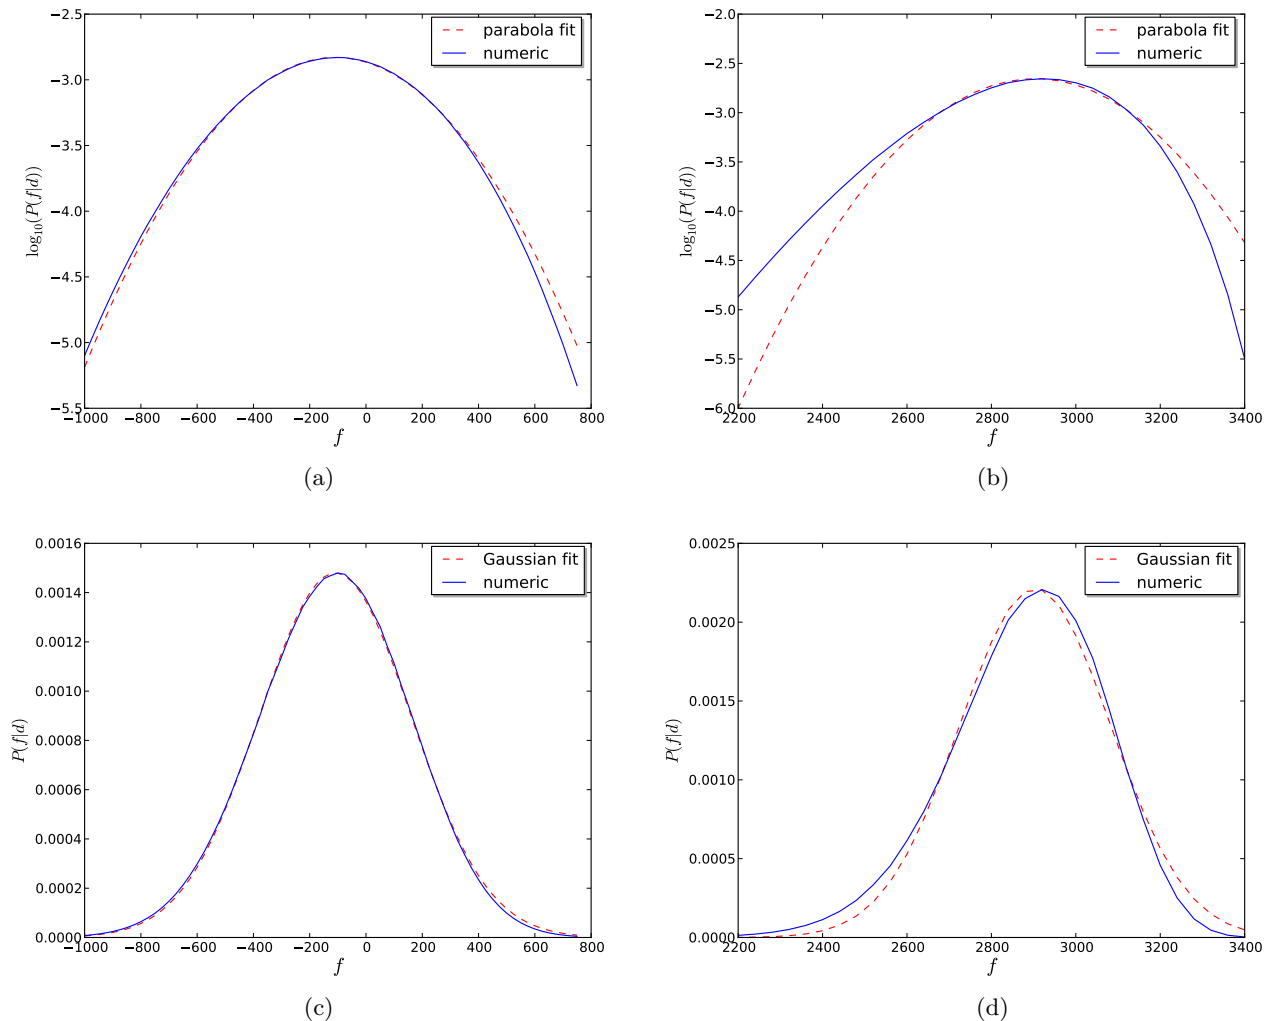 −2.5
−3.0
−3.5
−4.0
−4.5
−5.0
−5.5
log₁₀(P(f|d))
parabola fit
numeric
−1000 −800 −600 −400 −200 0 200 400 600 800
f
(a)
−2.0
−2.5
−3.0
−3.5
−4.0
−4.5
−5.0
−5.5
−6.0
log₁₀(P(f|d))
parabola fit
numeric
2200 2400 2600 2800 3000 3200 3400
f
(b)
0.0016
0.0014
0.0012
0.0010
0.0008
0.0006
0.0004
0.0002
0.0000
P(f|d)
Gaussian fit
numeric
−1000 −800 −600 −400 −200 0 200 400 600 800
f
(c)
0.0025
0.0020
0.0015
0.0010
0.0005
0.0000
P(f|d)
Gaussian fit
numeric
2200 2400 2600 2800 3000 3200 3400
f
(d)